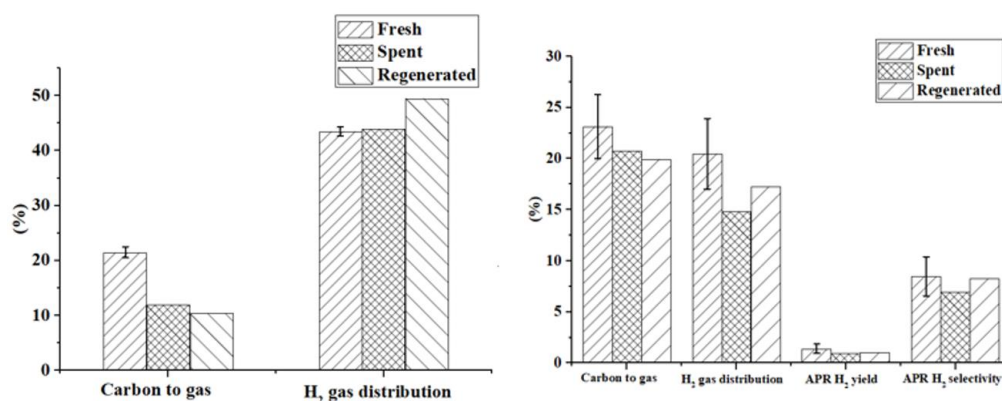 Fresh
Spent
Regenerated
50
40
30
20
10
0
(%)
Carbon to gas
H₂ gas distribution
Fresh
Spent
Regenerated
30
25
20
15
10
5
0
(%)
Carbon to gas
H₂ gas distribution
APR H₂ yield
APR H₂ selectivity